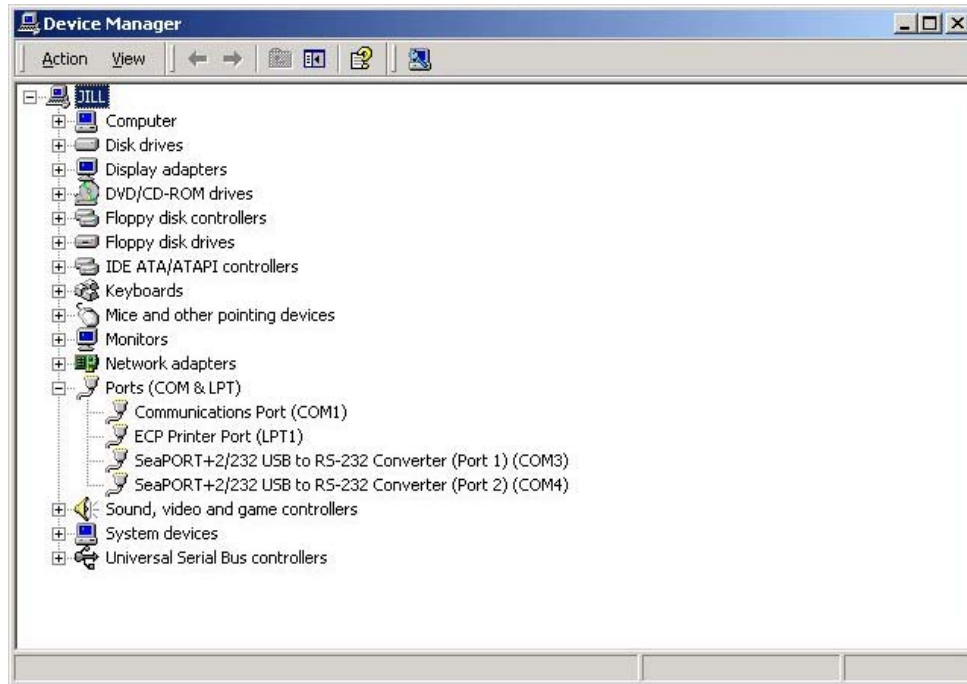 Device Manager
Action View
JILL
Computer
Disk drives
Display adapters
DVD/CD-ROM drives
Floppy disk controllers
Floppy disk drives
IDE ATA/ATAPI controllers
Keyboards
Mice and other pointing devices
Monitors
Network adapters
Ports (COM & LPT)
Communications Port (COM1)
ECP Printer Port (LPT1)
SeaPORT+2/232 USB to RS-232 Converter (Port 1) (COM3)
SeaPORT+2/232 USB to RS-232 Converter (Port 2) (COM4)
Sound, video and game controllers
System devices
Universal Serial Bus controllers